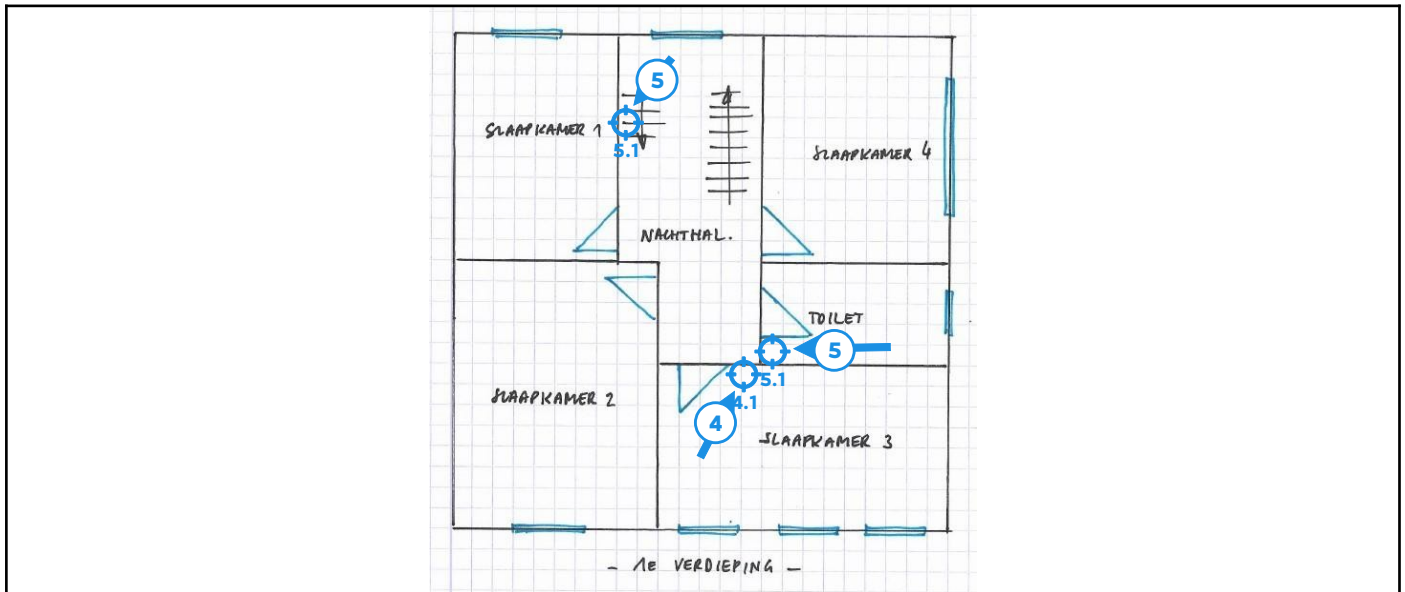 5
SLAAPKAMER 1
5.1
SLAAPKAMER 4
NACHTHAL.
TOILET
5
5.1
4.1
SLAAPKAMER 2
4
SLAAPKAMER 3
- 1e VERDIEPING -